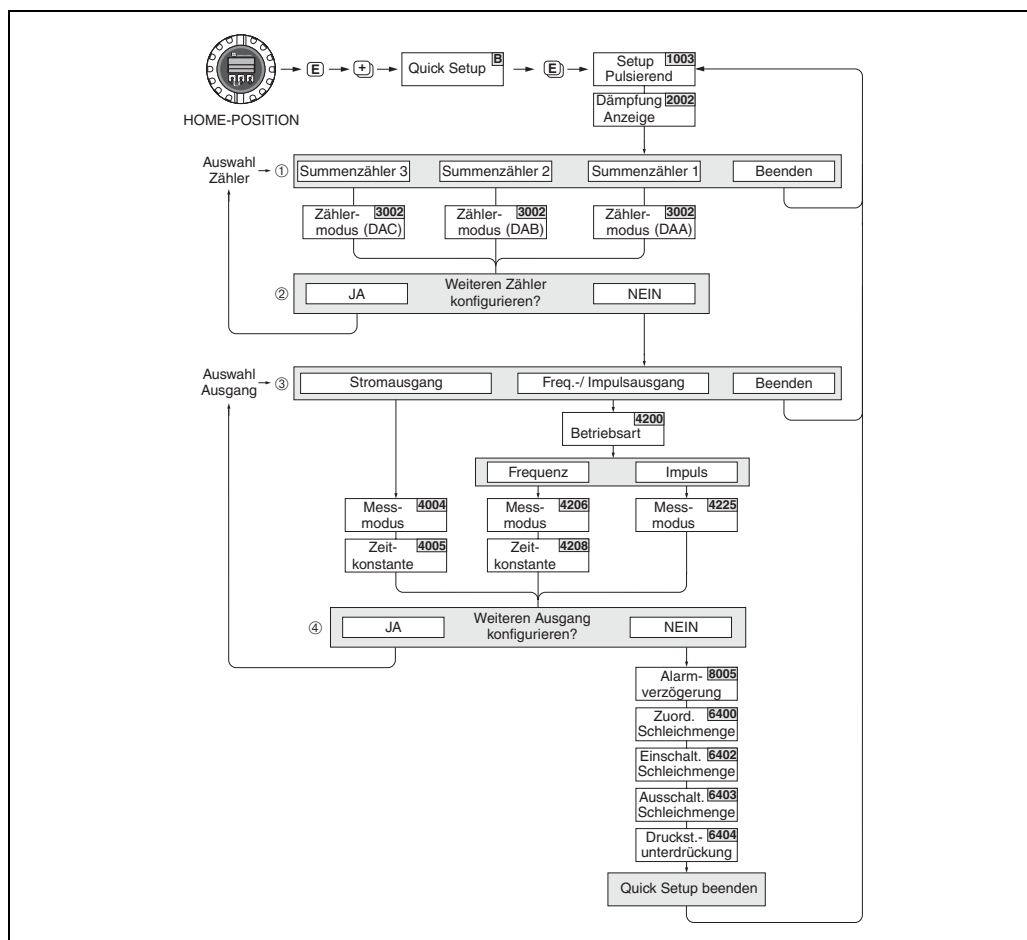 E
+
Quick Setup B
E
Setup 1003
Pulsierend
HOME-POSITION
Dämpfung 2002
Anzeige
Auswahl
Zähler
①
Summenzähler 3
Summenzähler 2
Summenzähler 1
Beenden
Zähler- 3002
modus (DAC)
Zähler- 3002
modus (DAB)
Zähler- 3002
modus (DAA)
②
JA
Weiteren Zähler
konfigurieren?
NEIN
Auswahl
Ausgang
③
Stromausgang
Freq.-/ Impulsausgang
Beenden
4200
Betriebsart
Frequenz
Impuls
Mess- 4004
modus
Mess- 4206
modus
Mess- 4225
modus
Zeit- 4005
konstante
Zeit- 4208
konstante
④
JA
Weiteren Ausgang
konfigurieren?
NEIN
Alarm- 8005
verzögerung
Zuord. 6400
Schleichmenge
Einschalt. 6402
Schleichmenge
Ausschalt. 6403
Schleichmenge
Druckst.- 6404
unterdrückung
Quick Setup beenden